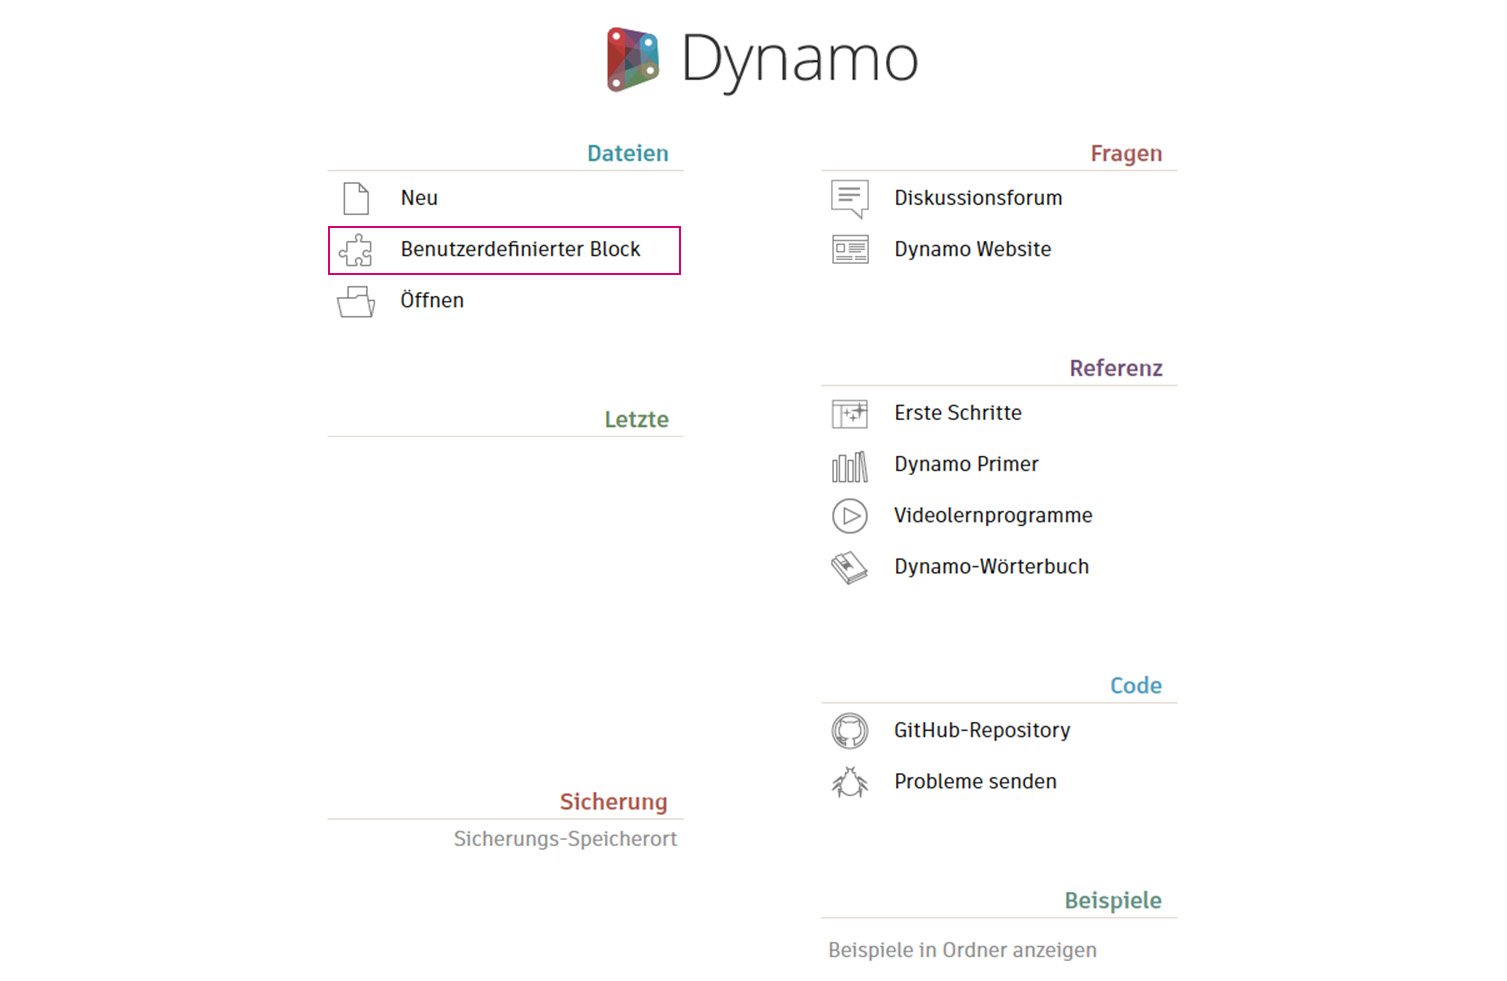 Dynamo
Dateien
Neu
Benutzerdefinierter Block
Öffnen
Letzte
Sicherung
Sicherungs-Speicherort
Fragen
Diskussionsforum
Dynamo Website
Referenz
Erste Schritte
Dynamo Primer
Videolernprogramme
Dynamo-Wörterbuch
Code
GitHub-Repository
Probleme senden
Beispiele
Beispiele in Ordner anzeigen